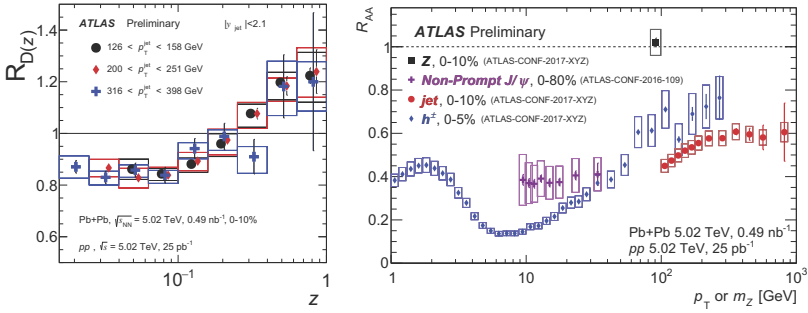 ATLAS Preliminary |y_jet|<2.1
126 < p_T^jet < 158 GeV
200 < p_T^jet < 251 GeV
316 < p_T^jet < 398 GeV
R_D(z)
1.4
1.2
1
0.8
0.6
Pb+Pb, √s_NN = 5.02 TeV, 0.49 nb⁻¹, 0-10%
pp , √s = 5.02 TeV, 25 pb⁻¹
10⁻¹ 1
z
R_AA
ATLAS Preliminary
Z, 0-10% (ATLAS-CONF-2017-XYZ)
Non-Prompt J/ψ, 0-80% (ATLAS-CONF-2016-109)
jet, 0-10% (ATLAS-CONF-2017-XYZ)
h±, 0-5% (ATLAS-CONF-2017-XYZ)
1
0.8
0.6
0.4
0.2
0
Pb+Pb 5.02 TeV, 0.49 nb⁻¹
pp 5.02 TeV, 25 pb⁻¹
1 10 10² 10³
p_T or m_Z [GeV]